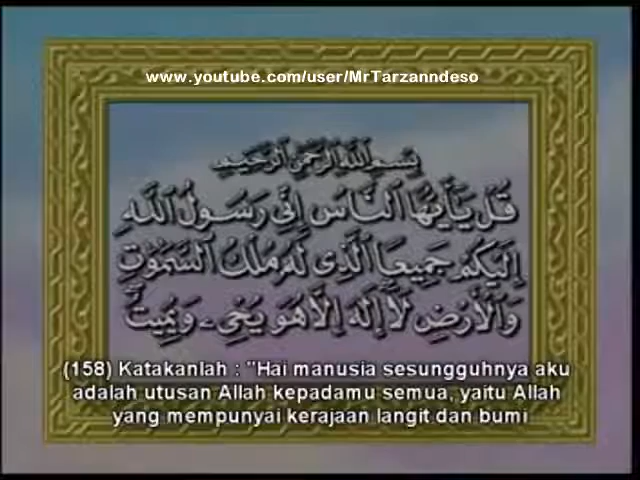 www.youtube.com/user/MrTarzanndeso
بِسْمِ اللَّهِ الرَّحْمَٰنِ الرَّحِيمِ
قُلْ يَٰٓأَيُّهَا ٱلنَّاسُ إِنِّى رَسُولُ ٱللَّهِ
إِلَيْكُمْ جَمِيعًا ٱلَّذِى لَهُۥ مُلْكُ ٱلسَّمَٰوَٰتِ
وَٱلْأَرْضِ لَآ إِلَٰهَ إِلَّا هُوَ يُحْىِۦ وَيُمِيتُ
(158) Katakanlah : "Hai manusia sesungguhnya aku
adalah utusan Allah kepadamu semua, yaitu Allah
yang mempunyai kerajaan langit dan bumi